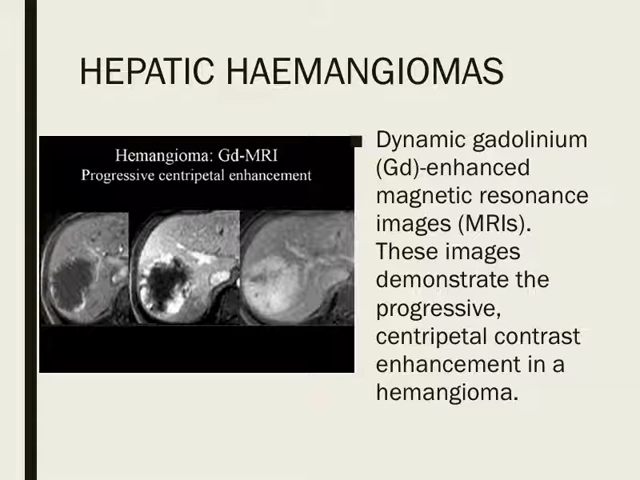 HEPATIC HAEMANGIOMAS
Hemangioma: Gd-MRI
Progressive centripetal enhancement
Dynamic gadolinium
(Gd)-enhanced
magnetic resonance
images (MRIs).
These images
demonstrate the
progressive,
centripetal contrast
enhancement in a
hemangioma.